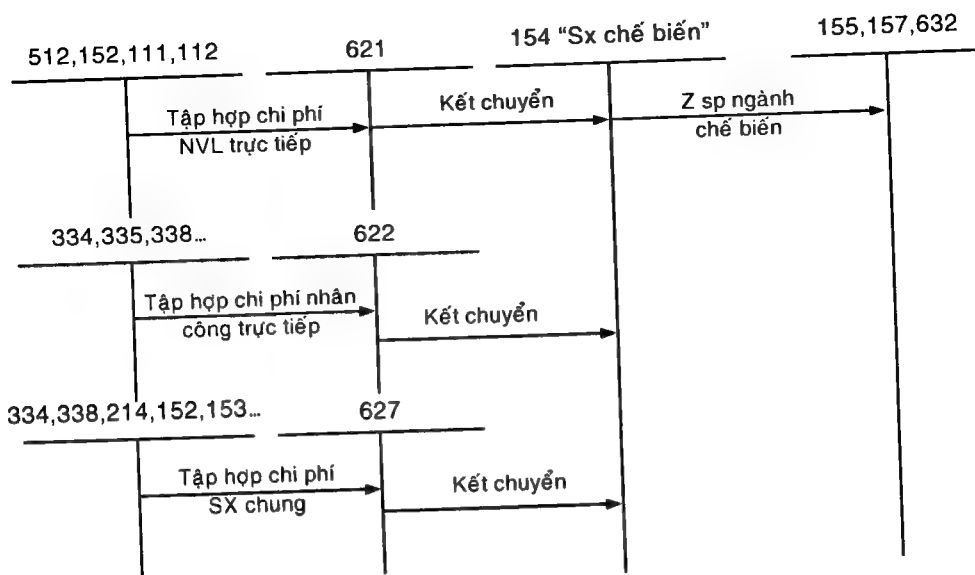 512,152,111,112
621
154 “Sx chế biến”
155,157,632
Tập hợp chi phí
NVL trực tiếp
Kết chuyển
Z sp ngành
chế biến
334,335,338...
622
Tập hợp chi phí nhân
công trực tiếp
Kết chuyển
334,338,214,152,153...
627
Tập hợp chi phí
SX chung
Kết chuyển